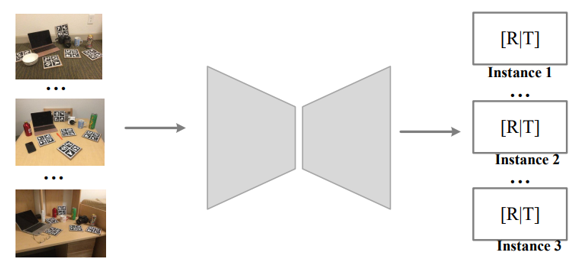 [R|T]
Instance 1
...
...
[R|T]
Instance 2
...
...
[R|T]
Instance 3